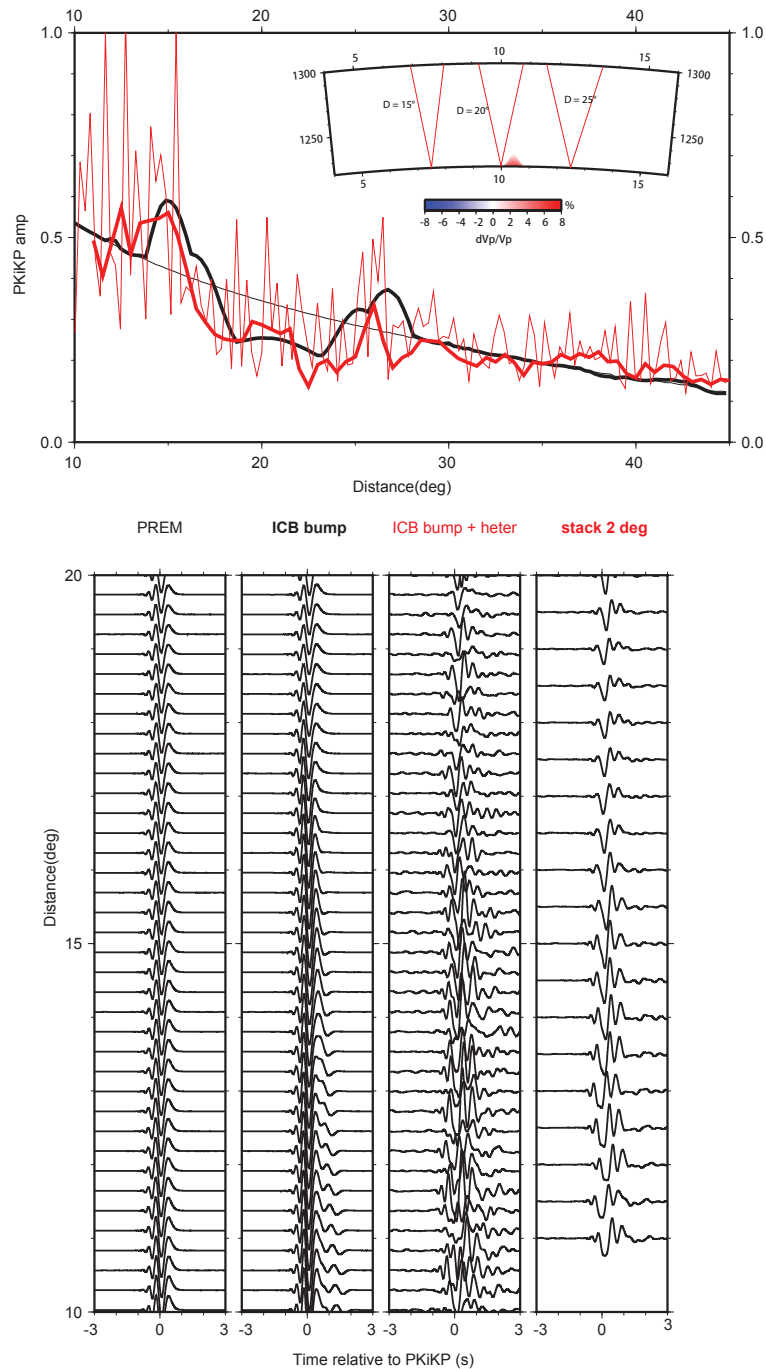 10 20 30 40
1.0 1.0
5 10 15
1300 1300
D = 15° D = 20° D = 25°
1250 1250
5 10 15
%
-8 -6 -4 -2 0 2 4 6 8
dVp/Vp
PKiKP amp
0.5 0.5
0.0 0.0
10 20 30 40
Distance(deg)
PREM ICB bump ICB bump + heter stack 2 deg
20
Distance(deg)
15
10
-3 0 3 -3 0 3 -3 0 3 -3 0 3
Time relative to PKiKP (s)